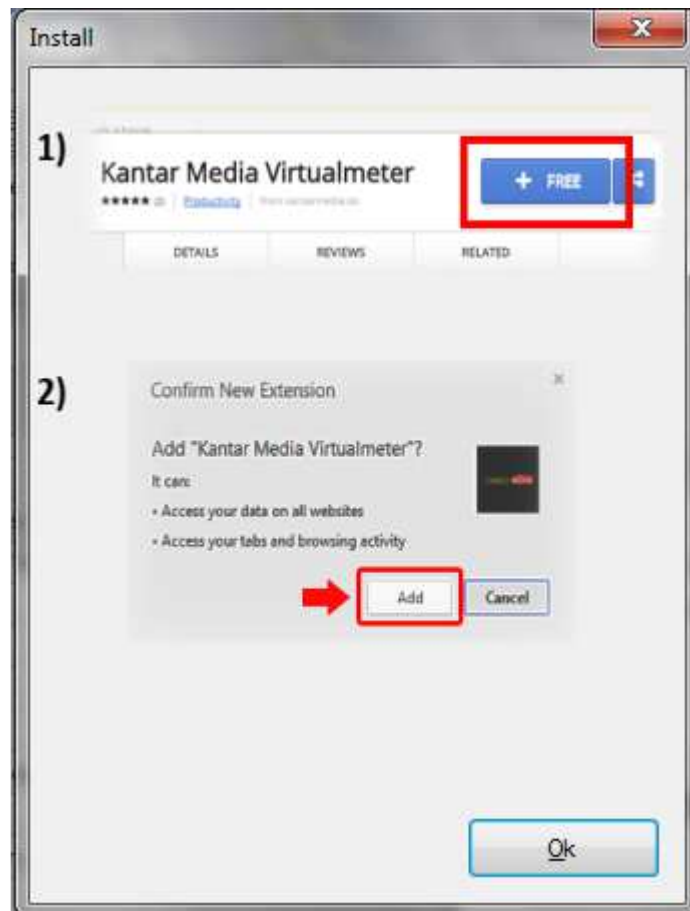 Install
1)
Kantar Media Virtualmeter
+ FREE
★★★★★ Productivity
DETAILS REVIEWS RELATED
2)
Confirm New Extension
Add "Kantar Media Virtualmeter"?
It can:
• Access your data on all websites
• Access your tabs and browsing activity
Add Cancel
Ok